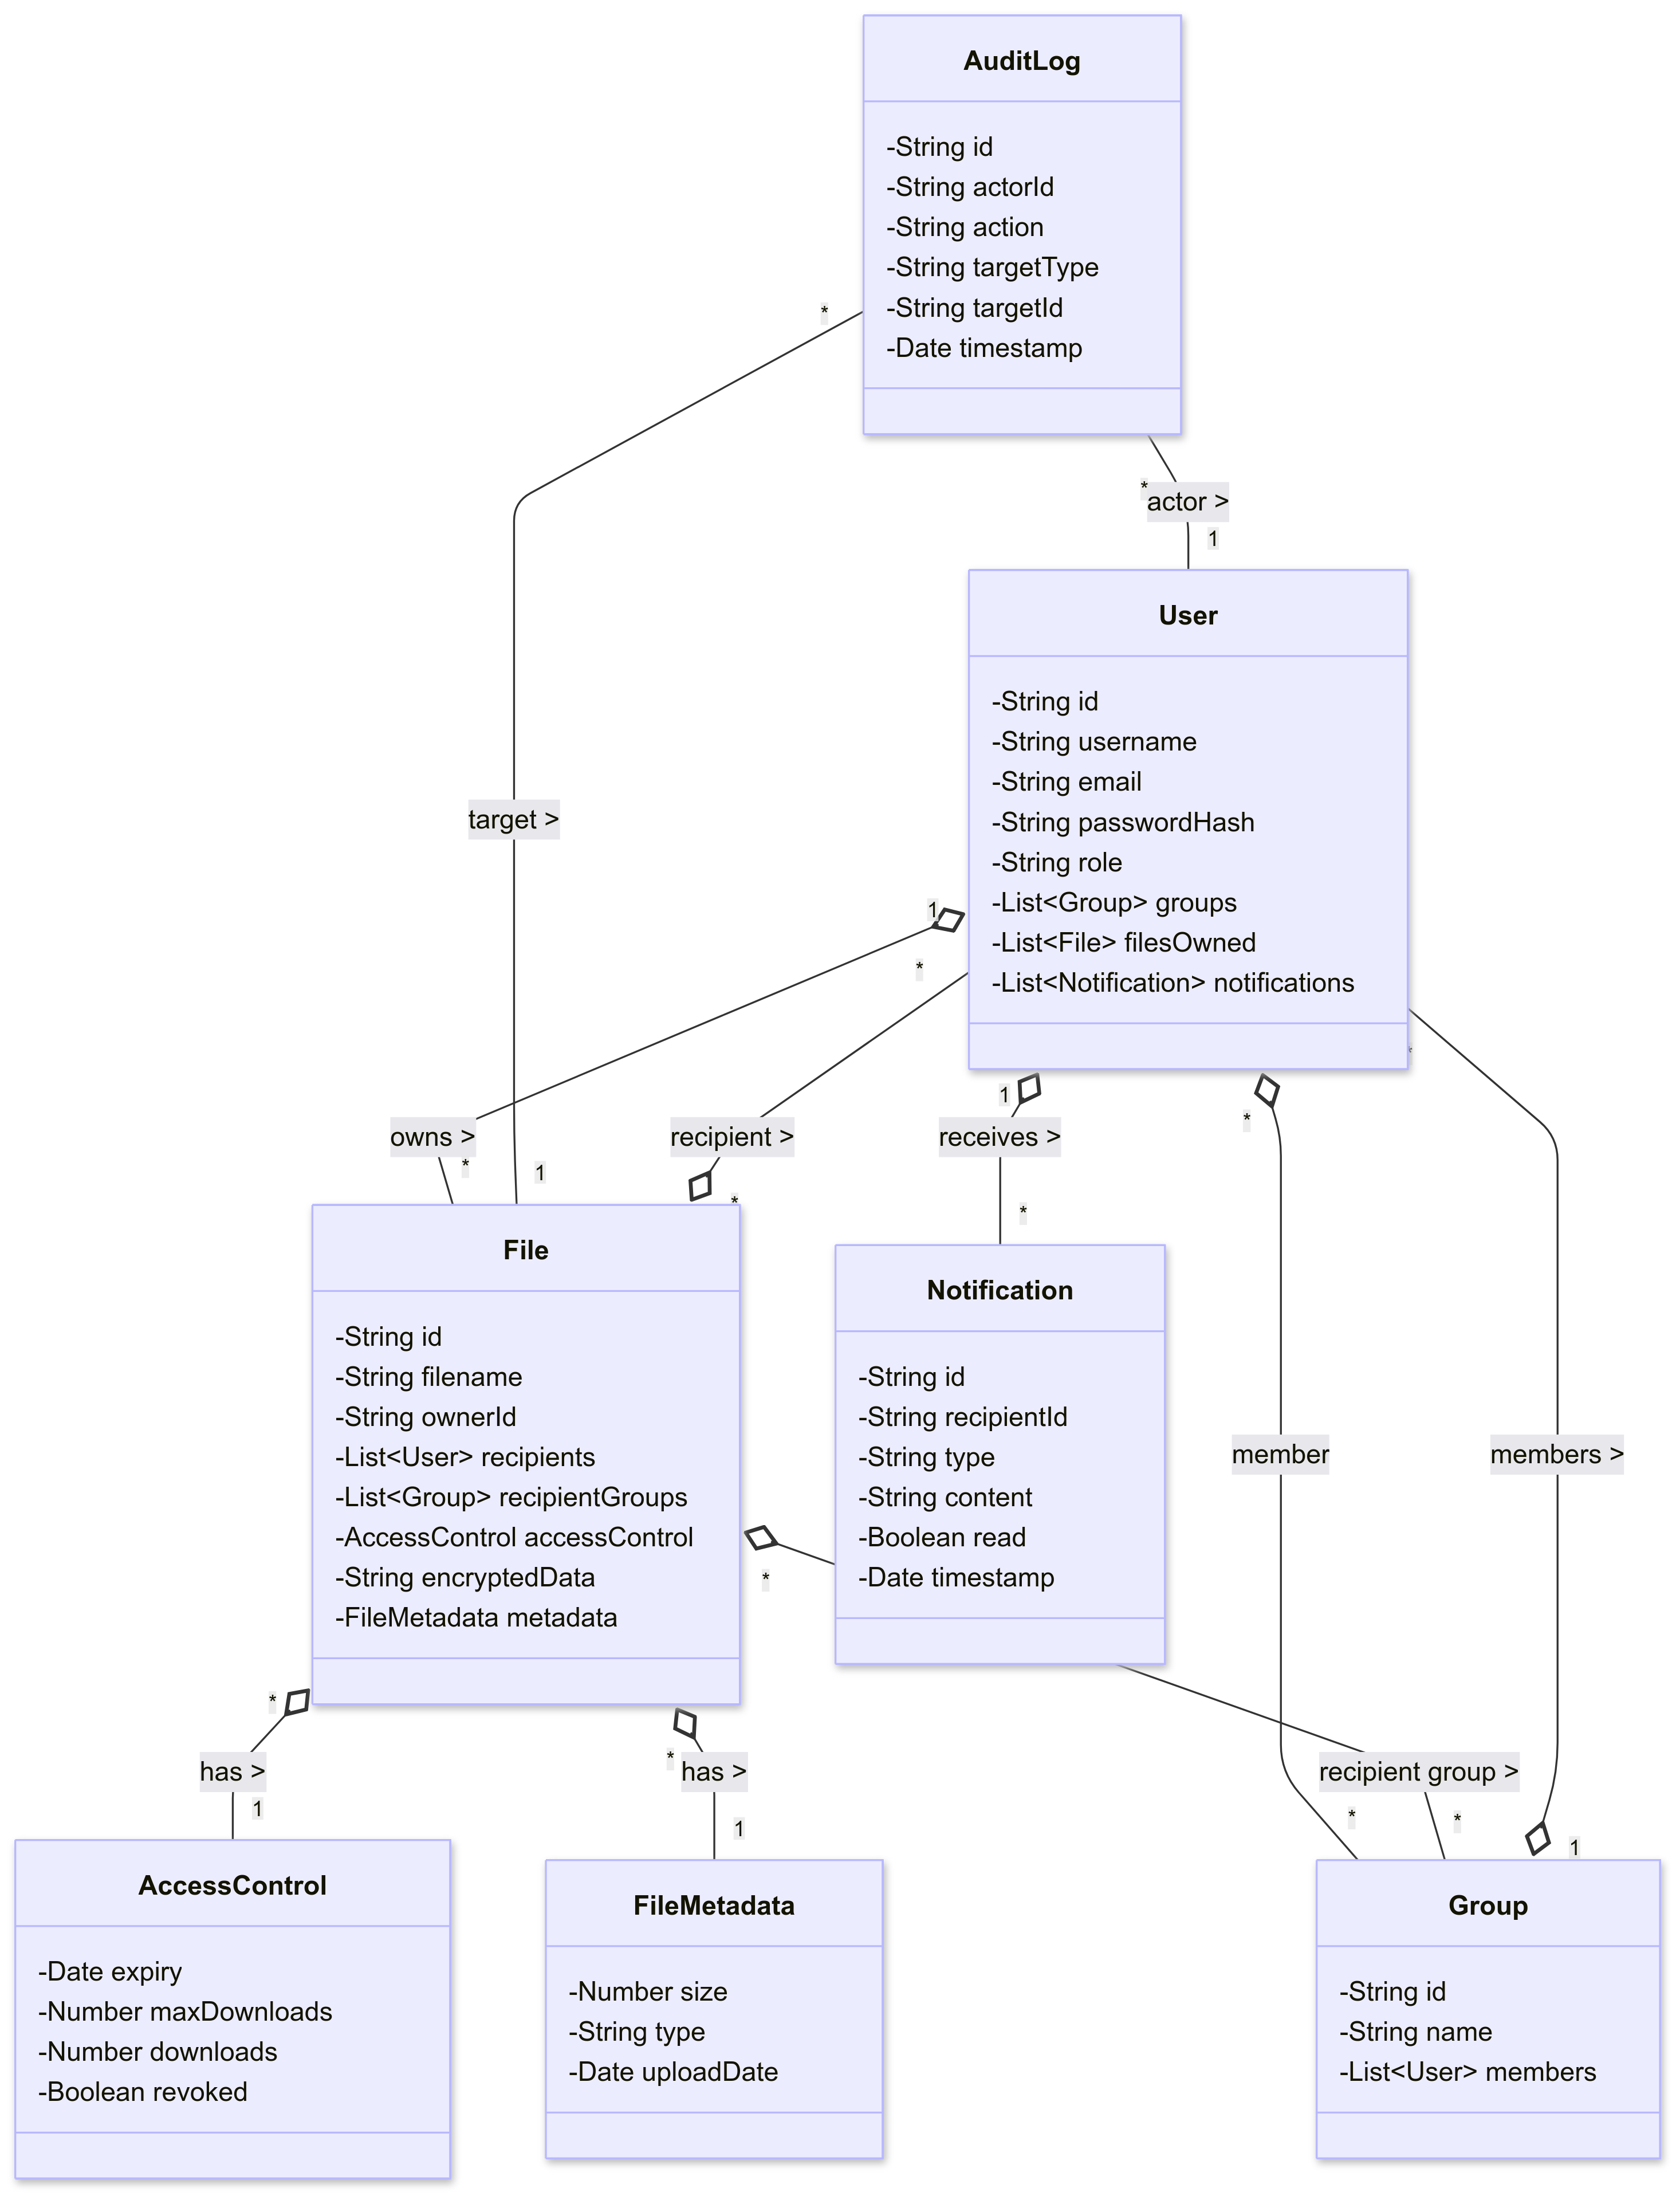 AuditLog
-String id
-String actorId
-String action
-String targetType
-String targetId
-Date timestamp
*
*
actor >
1
User
-String id
-String username
-String email
-String passwordHash
-String role
-List<Group> groups
-List<File> filesOwned
-List<Notification> notifications
target >
1
*
*
owns >
*
1
recipient >
*
1
receives >
*
*
member
members >
File
-String id
-String filename
-String ownerId
-List<User> recipients
-List<Group> recipientGroups
-AccessControl accessControl
-String encryptedData
-FileMetadata metadata
Notification
-String id
-String recipientId
-String type
-String content
-Boolean read
-Date timestamp
*
*
has >
1
*
has >
1
recipient group >
*
*
1
AccessControl
-Date expiry
-Number maxDownloads
-Number downloads
-Boolean revoked
FileMetadata
-Number size
-String type
-Date uploadDate
Group
-String id
-String name
-List<User> members